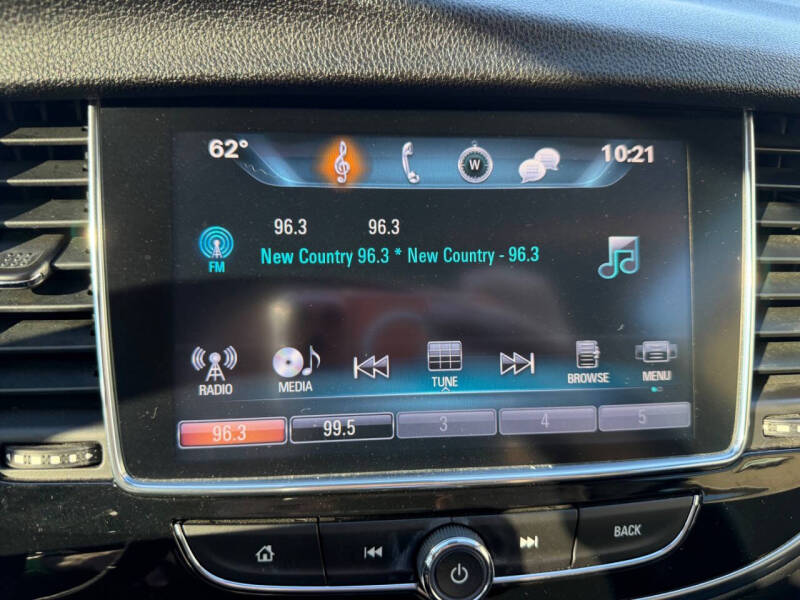 62° W 10:21
96.3 96.3
New Country 96.3 * New Country - 96.3
FM
RADIO MEDIA TUNE BROWSE MENU
96.3 99.5 3 4 5
BACK